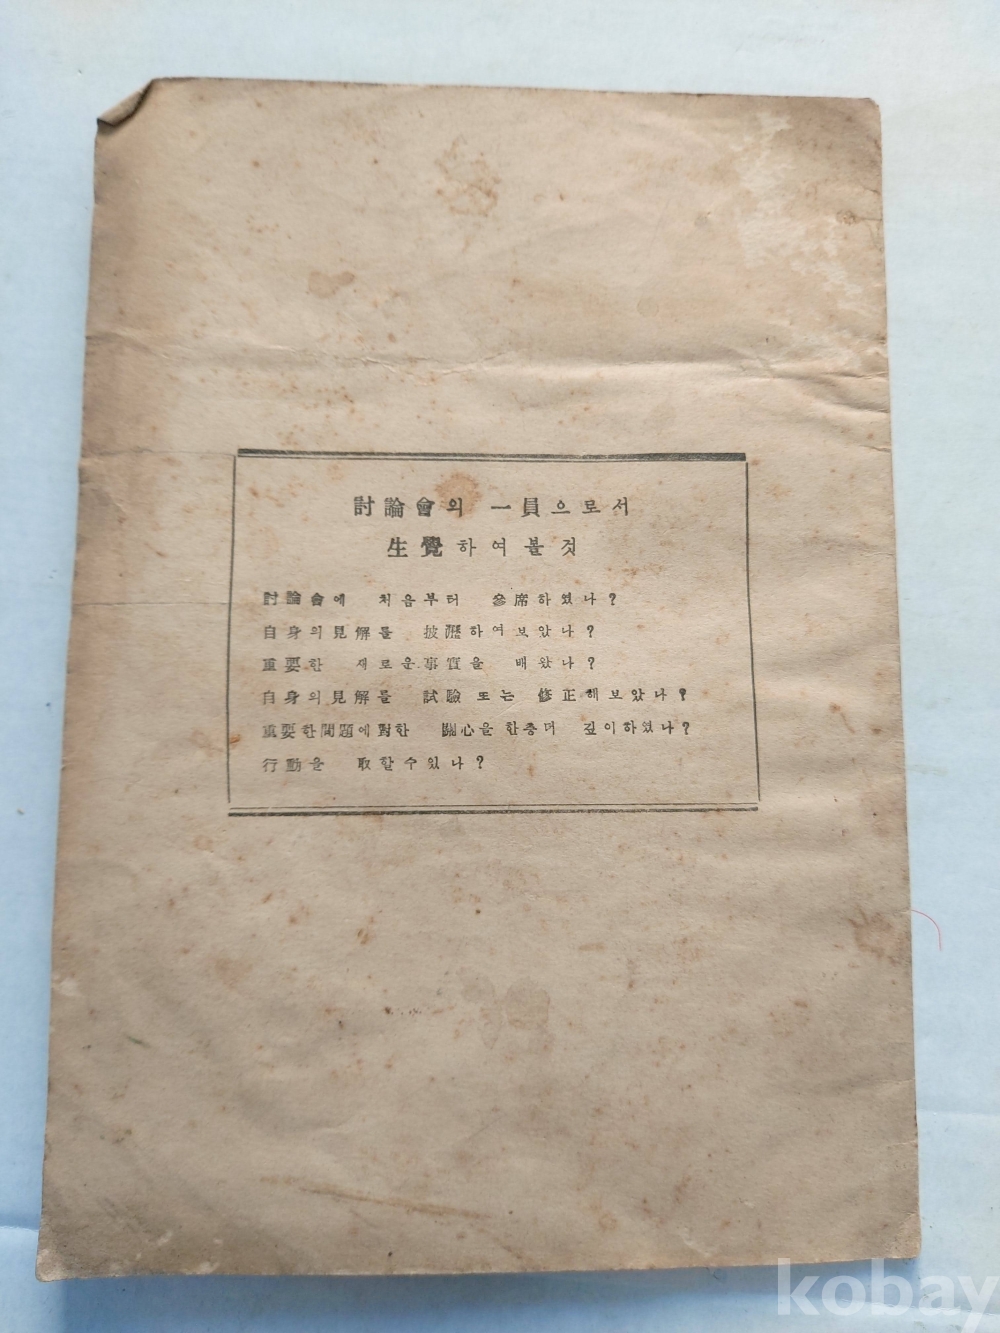 討論會의 一員으로서
生覺하여볼것
討論會에 처음부터 參席하였나?
自身의見解를 披瀝하여보았나?
重要한 새로운事實을 배왔나?
自身의見解를 試驗또는 修正해보았나?
重要한問題에對한 關心을한층더 깊이하였나?
行動을 取할수있나?
kobay